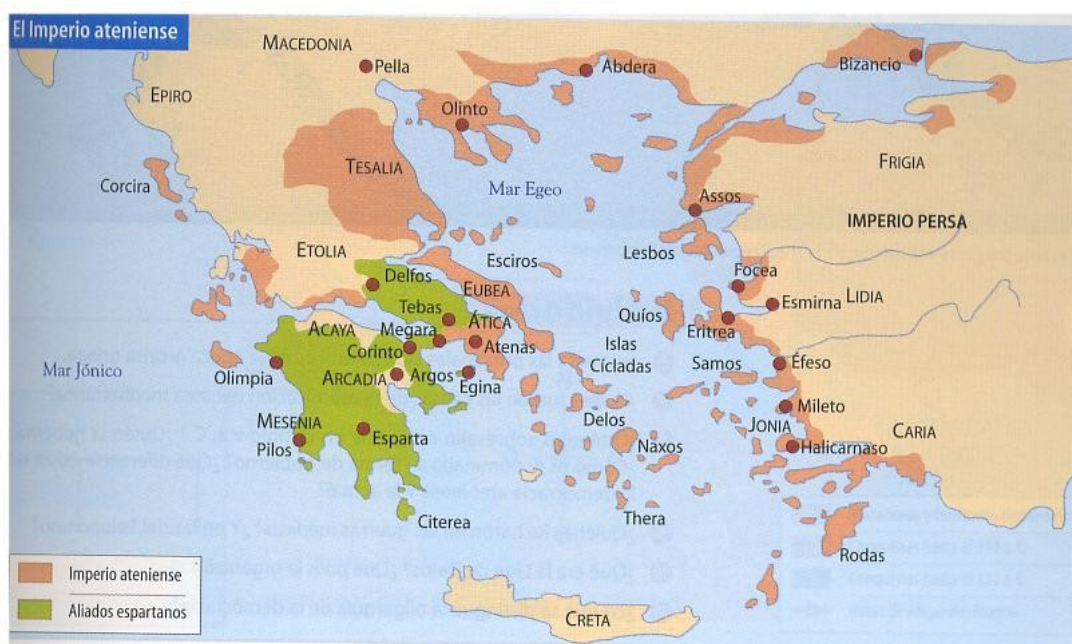 El Imperio ateniense
MACEDONIA
Pella
Abdera
Bizancio
EPIRO
Olinto
TESALIA
FRIGIA
Corcira
Mar Egeo
Assos
IMPERIO PERSA
ETOLIA
Esciros
Lesbos
Delfos
Focea
EUBEA
Tebas
Esmirna
LIDIA
ACAYA
Megara
ÁTICA
Quíos
Eritrea
Corinto
Atenas
Islas
Cícladas
Samos
Éfeso
Mar Jónico
Olimpia
ARCADIA
Argos
Egina
Mileto
MESENIA
Delos
JONIA
CARIA
Pilos
Esparta
Naxos
Halicarnaso
Citerea
Thera
Rodas
Imperio ateniense
Aliados espartanos
CRETA